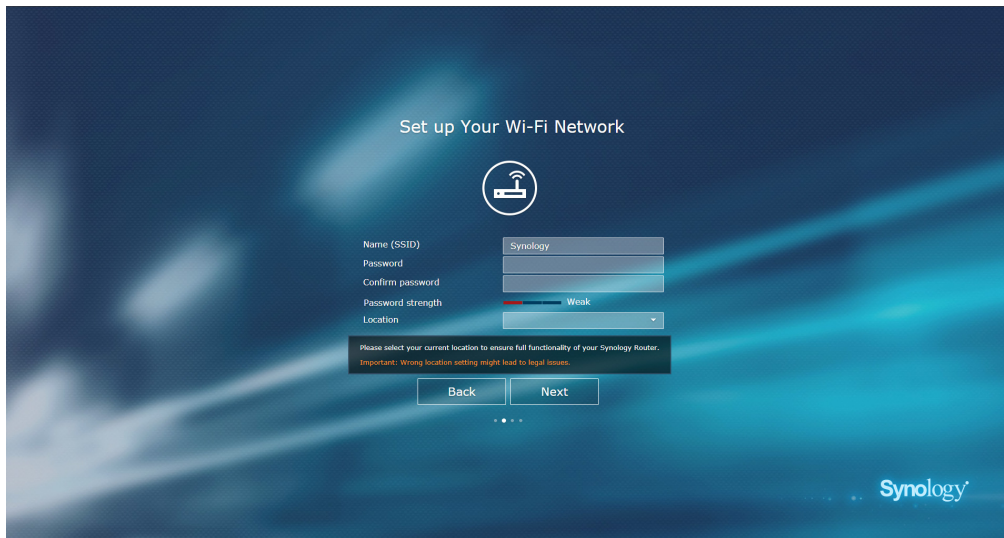 Set up Your Wi-Fi Network
Name (SSID) Synology
Password
Confirm password
Password strength Weak
Location
Please select your current location to ensure full functionality of your Synology Router.
Important: Wrong location setting might lead to legal issues.
Back Next
Synology